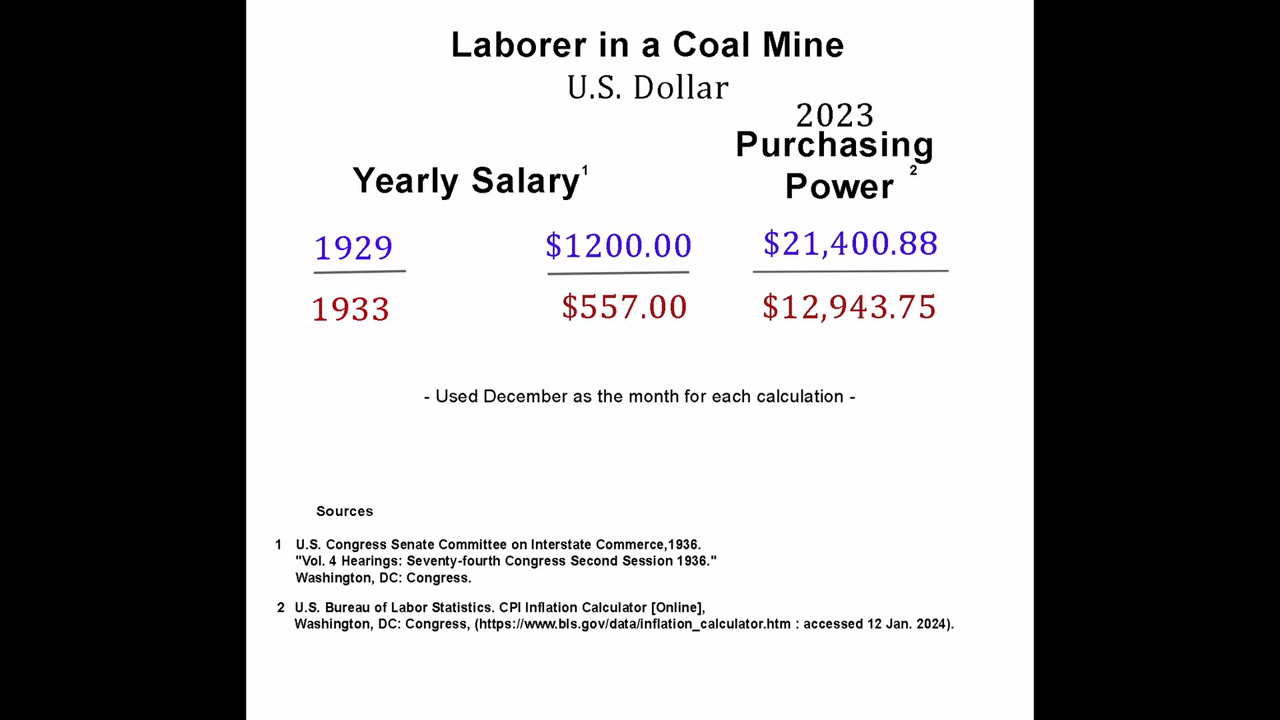 Laborer in a Coal Mine
U.S. Dollar
2023
Purchasing
Power 2
Yearly Salary1
1929 $1200.00 $21,400.88
1933 $557.00 $12,943.75
- Used December as the month for each calculation -
Sources
1 U.S. Congress Senate Committee on Interstate Commerce,1936.
"Vol. 4 Hearings: Seventy-fourth Congress Second Session 1936."
Washington, DC: Congress.
2 U.S. Bureau of Labor Statistics. CPI Inflation Calculator [Online],
Washington, DC: Congress, (https://www.bls.gov/data/inflation_calculator.htm : accessed 12 Jan. 2024).